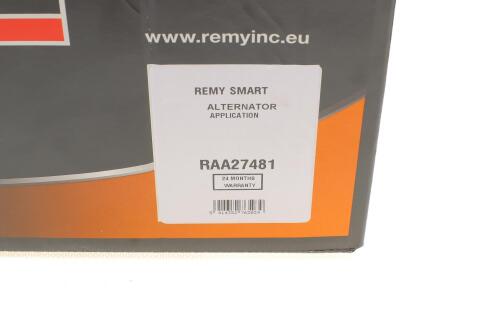 www.remyinc.eu
REMY SMART
ALTERNATOR
APPLICATION
RAA27481
24 MONTHS
WARRANTY